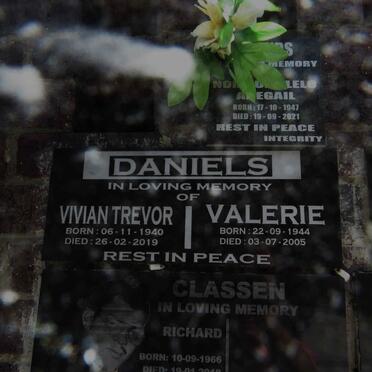 MEMORY
BORN: 17-10-1947
DIED: 19-09-2021
REST IN PEACE
INTEGRITY
DANIELS
IN LOVING MEMORY
OF
VIVIAN TREVOR
BORN: 06-11-1940
DIED: 26-02-2019
VALERIE
BORN: 22-09-1944
DIED: 03-07-2005
REST IN PEACE
CLASSEN
IN LOVING MEMORY
RICHARD
BORN: 10-09-1966